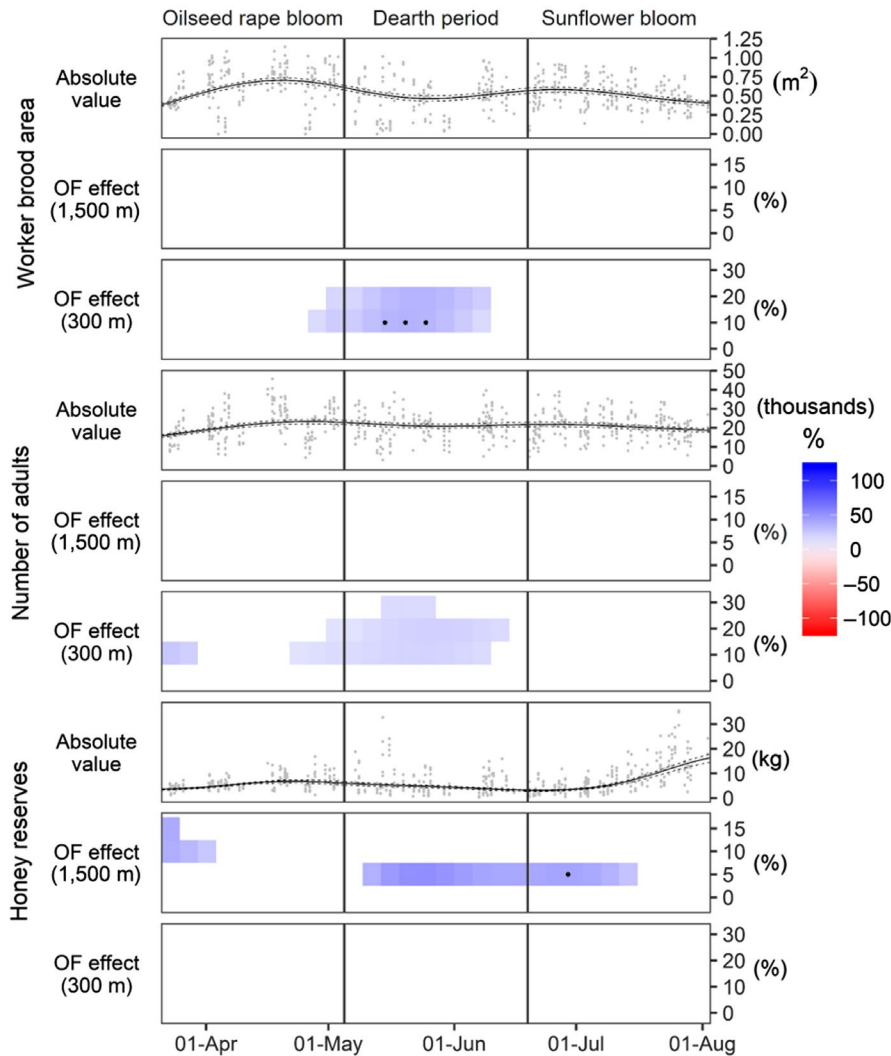 Oilseed rape bloom Dearth period Sunflower bloom
Worker brood area
Absolute
value
1.25
1.00
0.75
0.50
0.25
0.00
(m²)
OF effect
(1,500 m)
15
10
5
0
(%)
OF effect
(300 m)
30
20
10
0
(%)
Number of adults
Absolute
value
50
40
30
20
10
0
(thousands)
OF effect
(1,500 m)
15
10
5
0
(%)
OF effect
(300 m)
30
20
10
0
(%)
%
100
50
0
−50
−100
Honey reserves
Absolute
value
30
20
10
0
(kg)
OF effect
(1,500 m)
15
10
5
0
(%)
OF effect
(300 m)
30
20
10
0
(%)
01-Apr 01-May 01-Jun 01-Jul 01-Aug